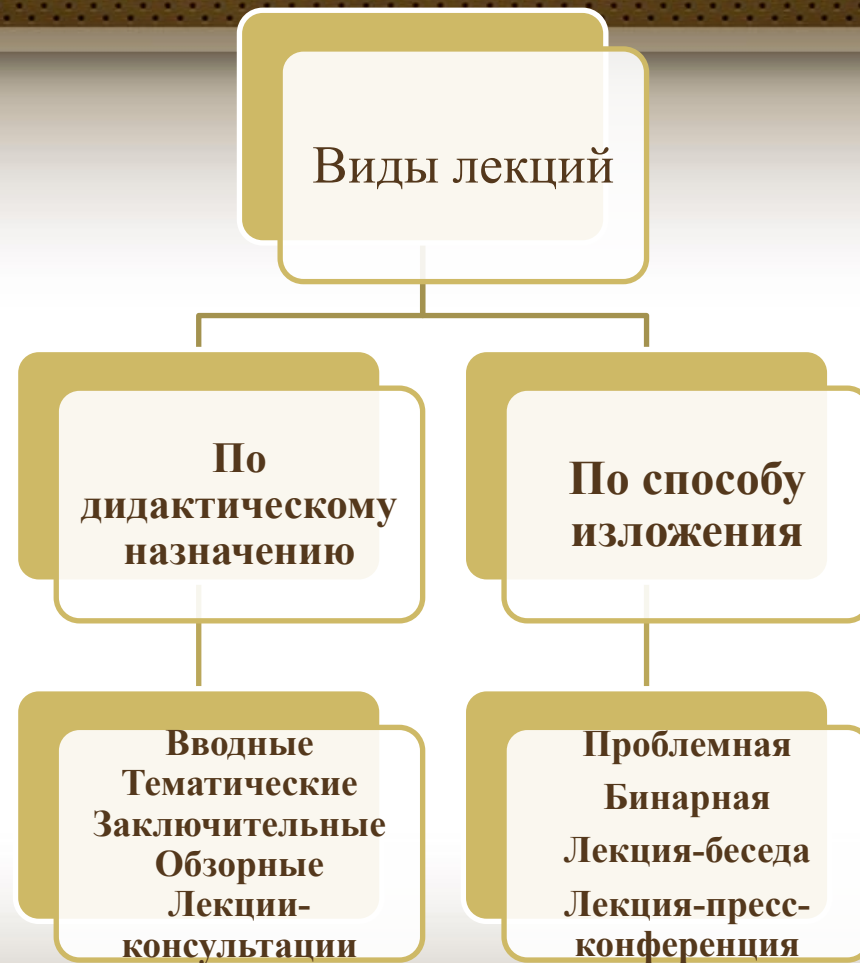 Виды лекций
По
дидактическому
назначению
По способу
изложения
Вводные
Тематические
Заключительные
Обзорные
Лекции-
консультации
Проблемная
Бинарная
Лекция-беседа
Лекция-пресс-
конференция